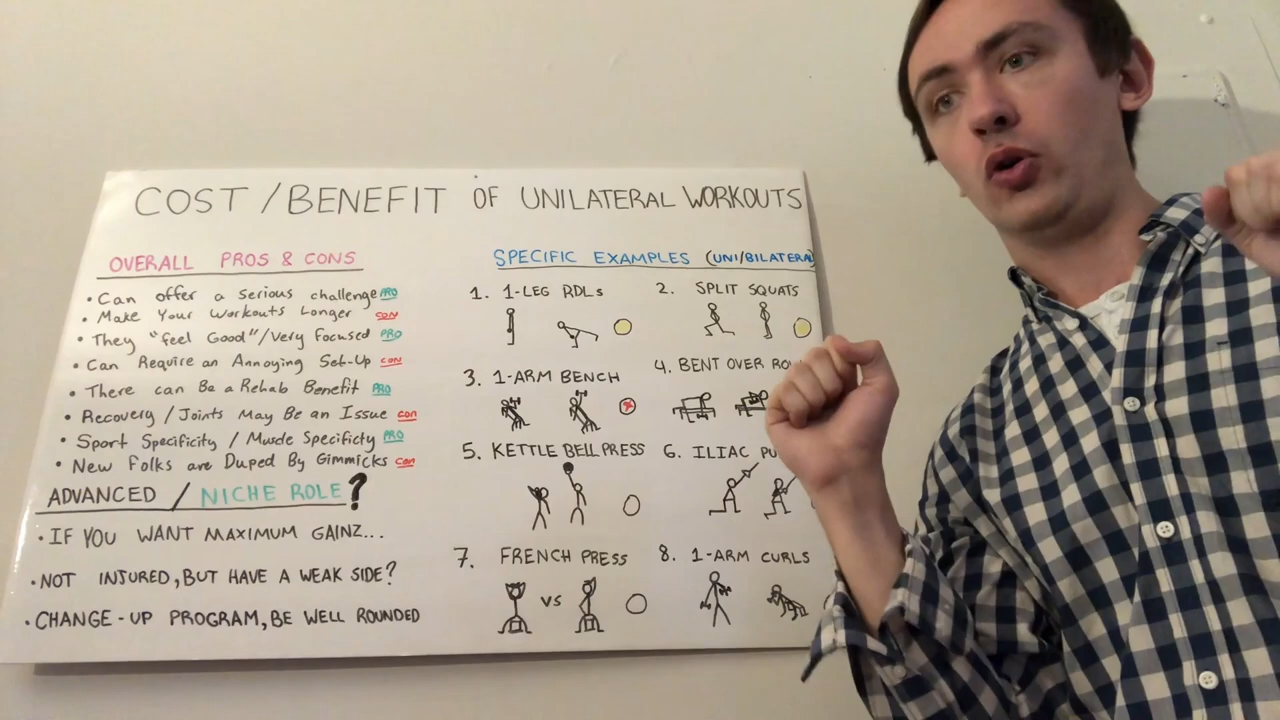 COST / BENEFIT OF UNILATERAL WORKOUTS
OVERALL PROS & CONS
• Can offer a serious challenge PRO
• Make Your Workouts Longer CON
• They "feel Good"/Very Focused PRO
• Can Require an Annoying Set-Up CON
• There can Be a Rehab Benefit PRO
• Recovery / Joints May Be an Issue CON
• Sport Specificity / Muscle Specificty PRO
• New Folks are Duped By Gimmicks CON
ADVANCED / NICHE ROLE?
• IF YOU WANT MAXIMUM GAINZ...
• NOT INJURED, BUT HAVE A WEAK SIDE?
• CHANGE-UP PROGRAM, BE WELL ROUNDED
SPECIFIC EXAMPLES (UNI/BILATERAL
1. 1-LEG RDLs
2. SPLIT SQUATS
3. 1-ARM BENCH
4. BENT OVER RO
5. KETTLE BELL PRESS
6. ILIAC PU
7. FRENCH PRESS
VS
8. 1-ARM CURLS